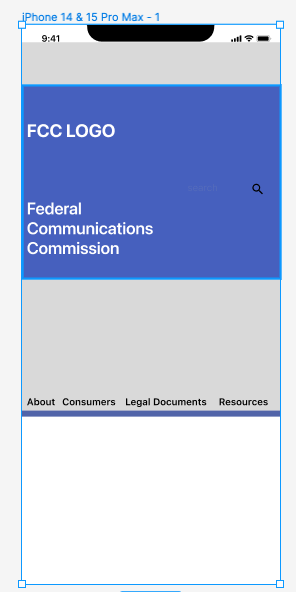 iPhone 14 & 15 Pro Max - 1
9:41
FCC LOGO
search
Federal
Communications
Commission
About Consumers Legal Documents Resources